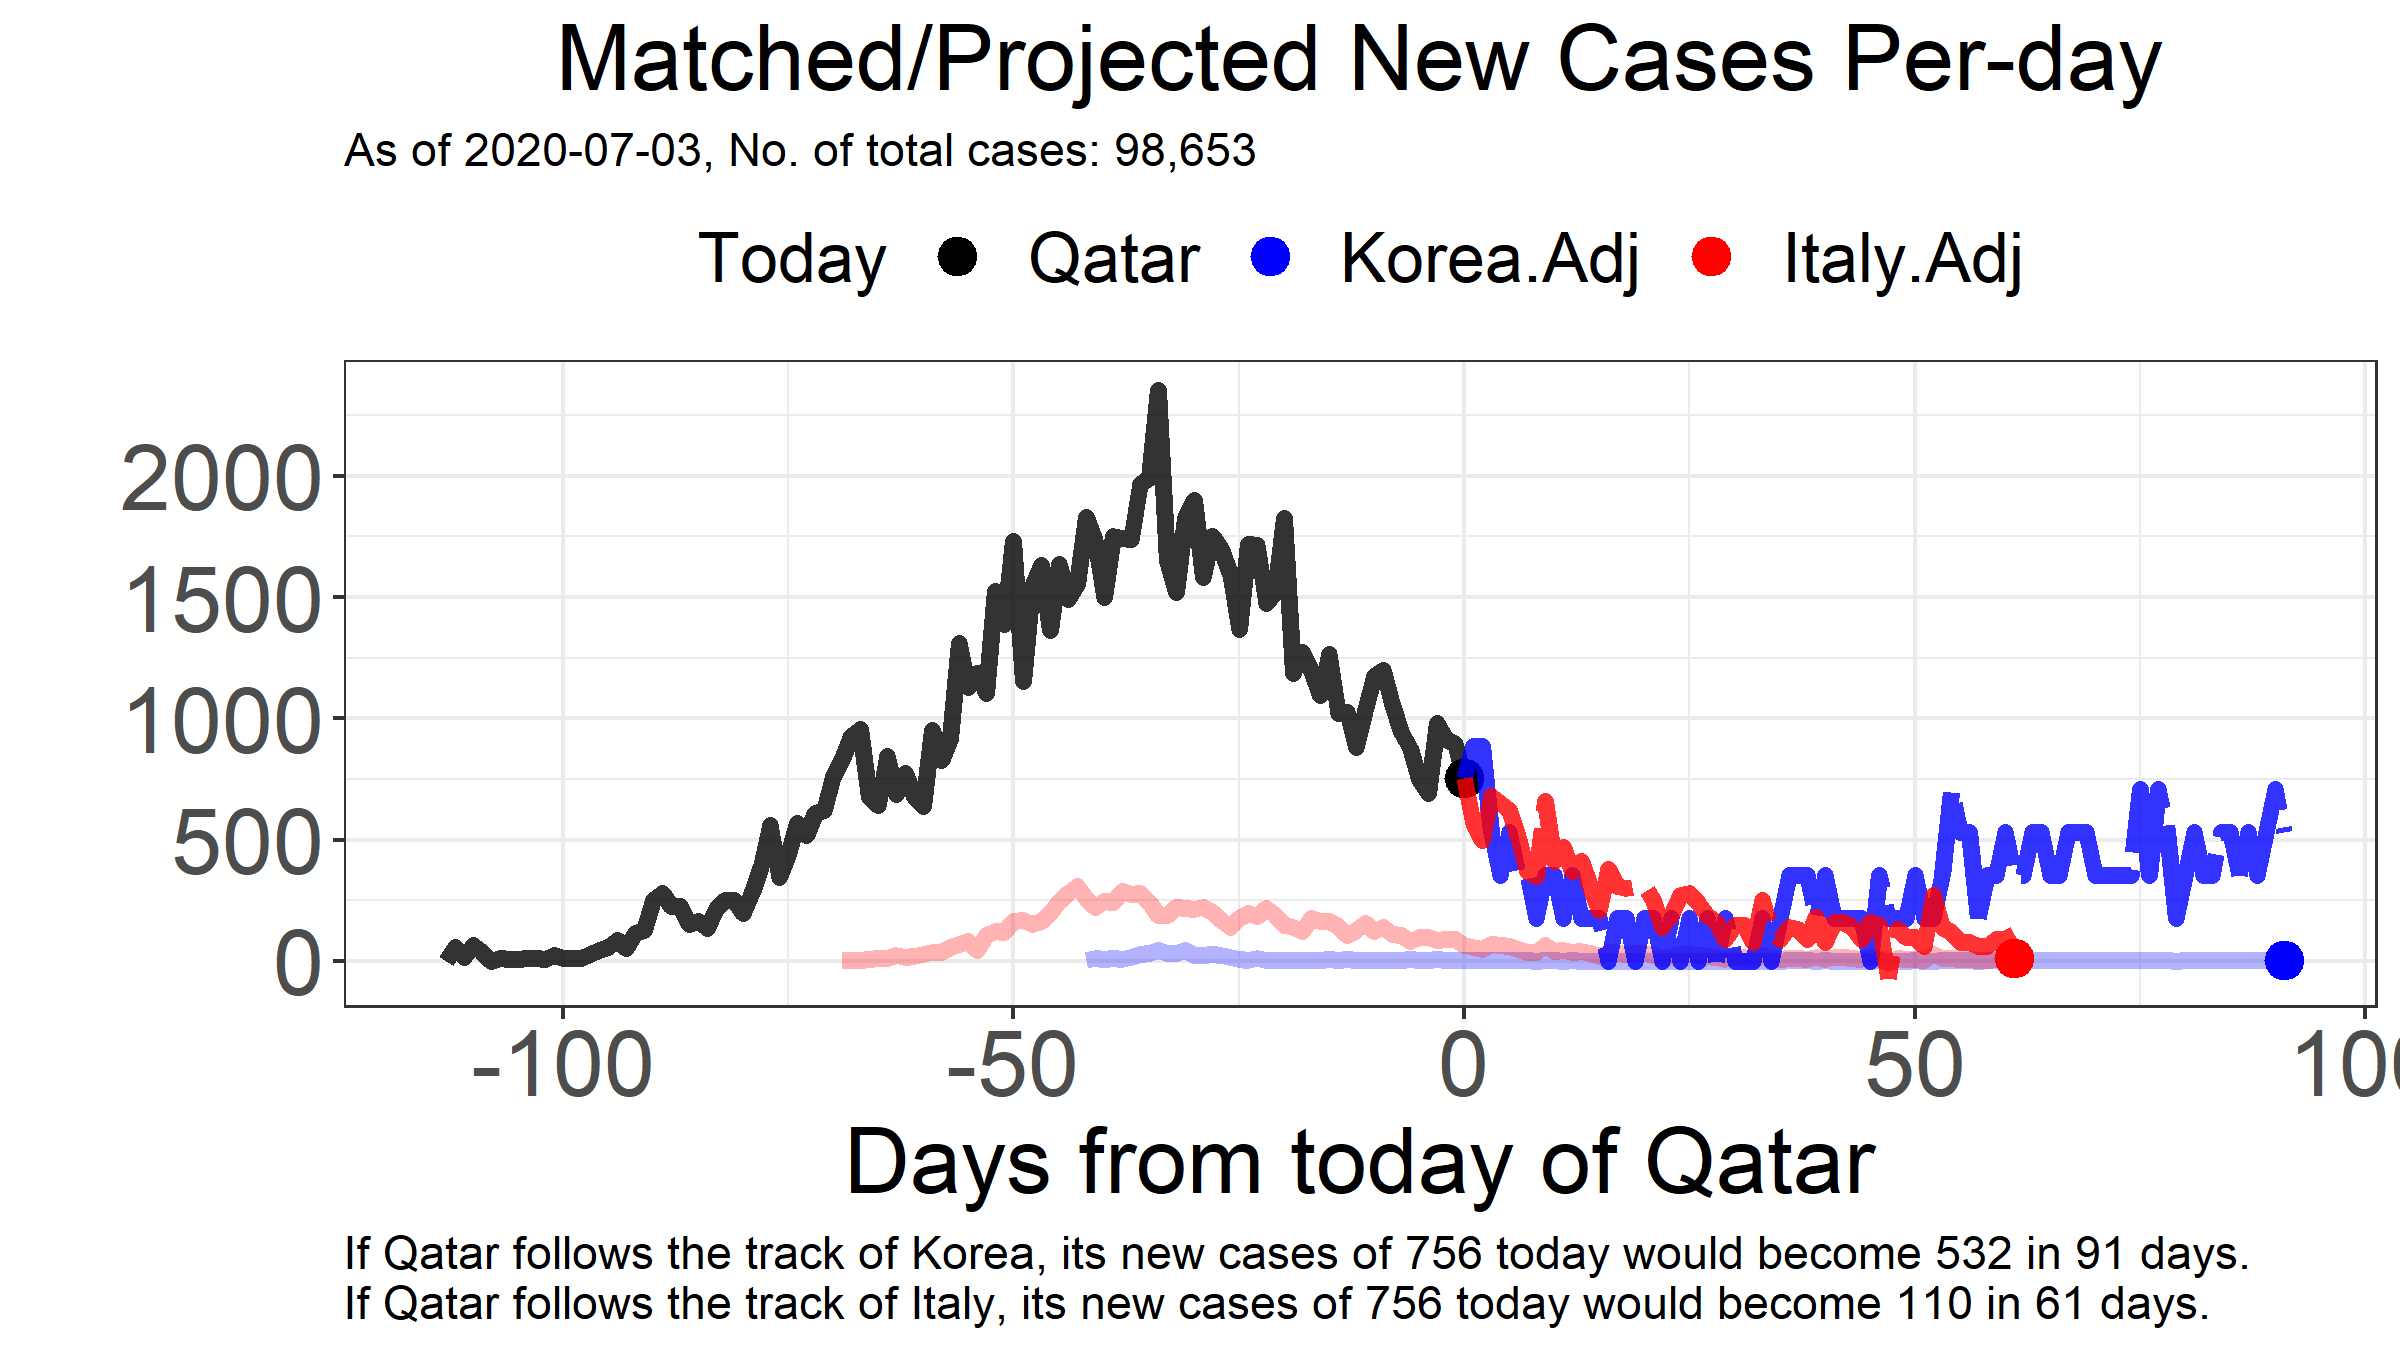 Matched/Projected New Cases Per-day
As of 2020-07-03, No. of total cases: 98,653
Today Qatar Korea.Adj Italy.Adj
2000
1500
1000
500
0
-100 -50 0 50 100
Days from today of Qatar
If Qatar follows the track of Korea, its new cases of 756 today would become 532 in 91 days.
If Qatar follows the track of Italy, its new cases of 756 today would become 110 in 61 days.